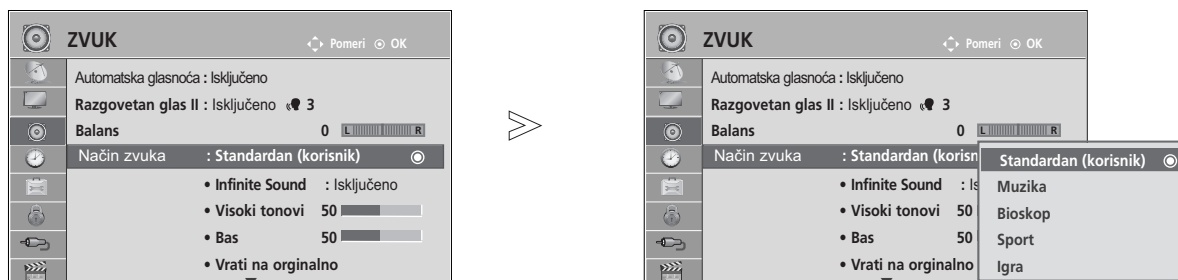 ZVUK
Pomeri OK
Automatska glasnoća : Isključeno
Razgovetan glas II : Isključeno 3
Balans 0 L R
Način zvuka : Standardan (korisnik)
• Infinite Sound : Isključeno
• Visoki tonovi 50
• Bas 50
• Vrati na orginalno
>
ZVUK
Pomeri OK
Automatska glasnoća : Isključeno
Razgovetan glas II : Isključeno 3
Balans 0 L R
Način zvuka : Standardan (korisn
• Infinite Sound : Is
• Visoki tonovi 50
• Bas 50
• Vrati na orginalno
Standardan (korisnik)
Muzika
Bioskop
Sport
Igra